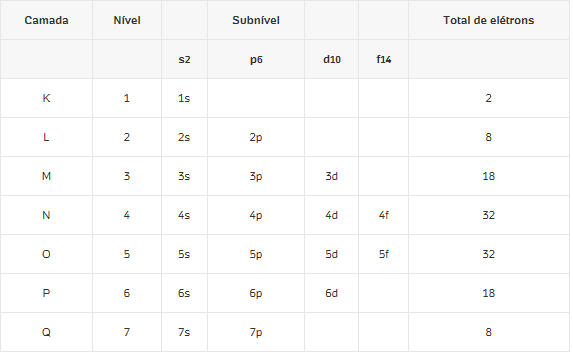 Camada Nível Subnível Total de elétrons
s2 p6 d10 f14
K 1 1s 2
L 2 2s 2p 8
M 3 3s 3p 3d 18
N 4 4s 4p 4d 4f 32
O 5 5s 5p 5d 5f 32
P 6 6s 6p 6d 18
Q 7 7s 7p 8